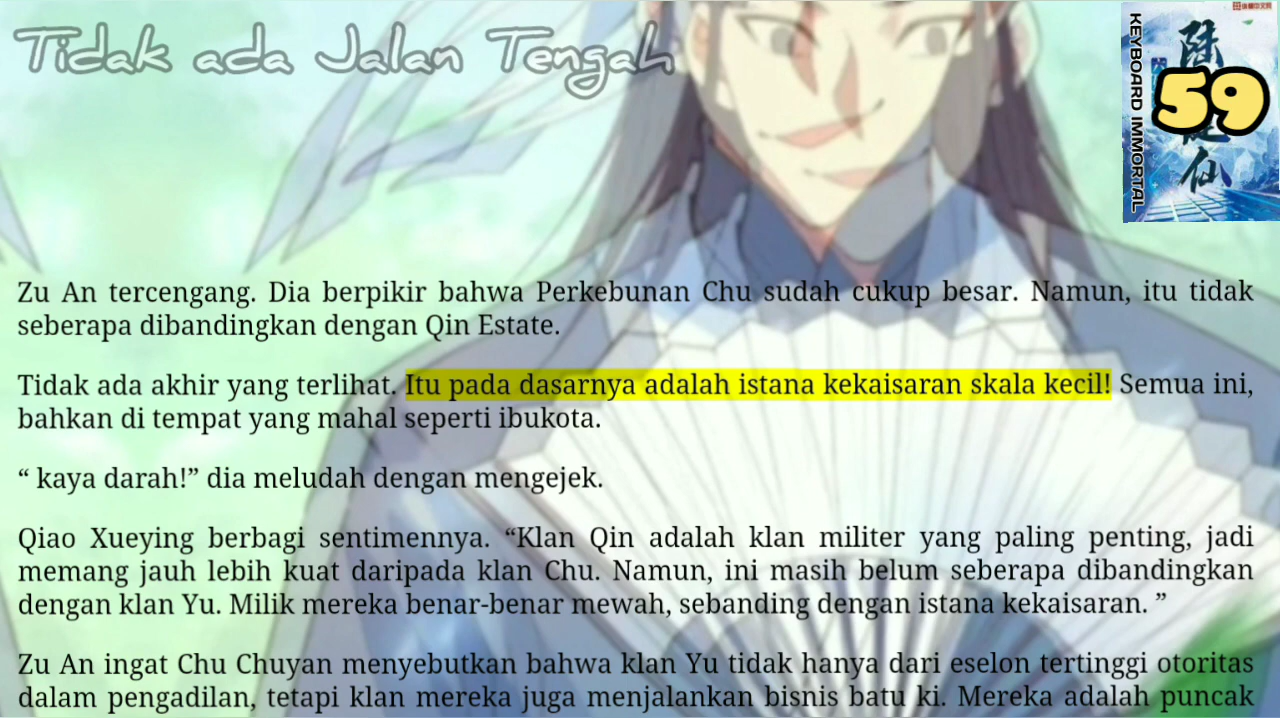 Tidak ada Jalan Tengah
KEYBOARD IMMORTAL
59
Zu An tercengang. Dia berpikir bahwa Perkebunan Chu sudah cukup besar. Namun, itu tidak
seberapa dibandingkan dengan Qin Estate.
Tidak ada akhir yang terlihat. Itu pada dasarnya adalah istana kekaisaran skala kecil! Semua ini,
bahkan di tempat yang mahal seperti ibukota.
“ kaya darah!” dia meludah dengan mengejek.
Qiao Xueying berbagi sentimennya. “Klan Qin adalah klan militer yang paling penting, jadi
memang jauh lebih kuat daripada klan Chu. Namun, ini masih belum seberapa dibandingkan
dengan klan Yu. Milik mereka benar-benar mewah, sebanding dengan istana kekaisaran. ”
Zu An ingat Chu Chuyan menyebutkan bahwa klan Yu tidak hanya dari eselon tertinggi otoritas
dalam pengadilan, tetapi klan mereka juga menjalankan bisnis batu ki. Mereka adalah puncak